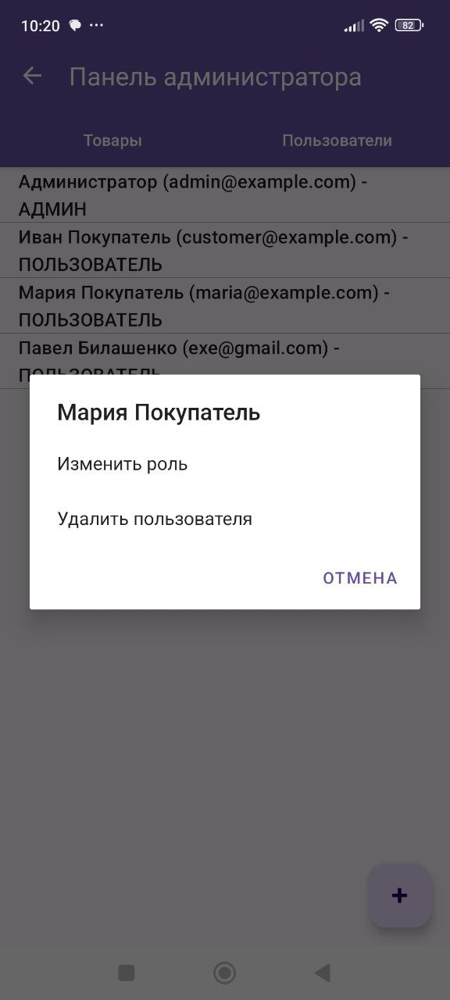 10:20
82
Панель администратора
Товары
Пользователи
Администратор (admin@example.com) -
АДМИН
Иван Покупатель (customer@example.com) -
ПОЛЬЗОВАТЕЛЬ
Мария Покупатель (maria@example.com) -
ПОЛЬЗОВАТЕЛЬ
Павел Билашенко (exe@gmail.com) -
ПОЛЬЗОВАТЕЛЬ
Мария Покупатель
Изменить роль
Удалить пользователя
ОТМЕНА